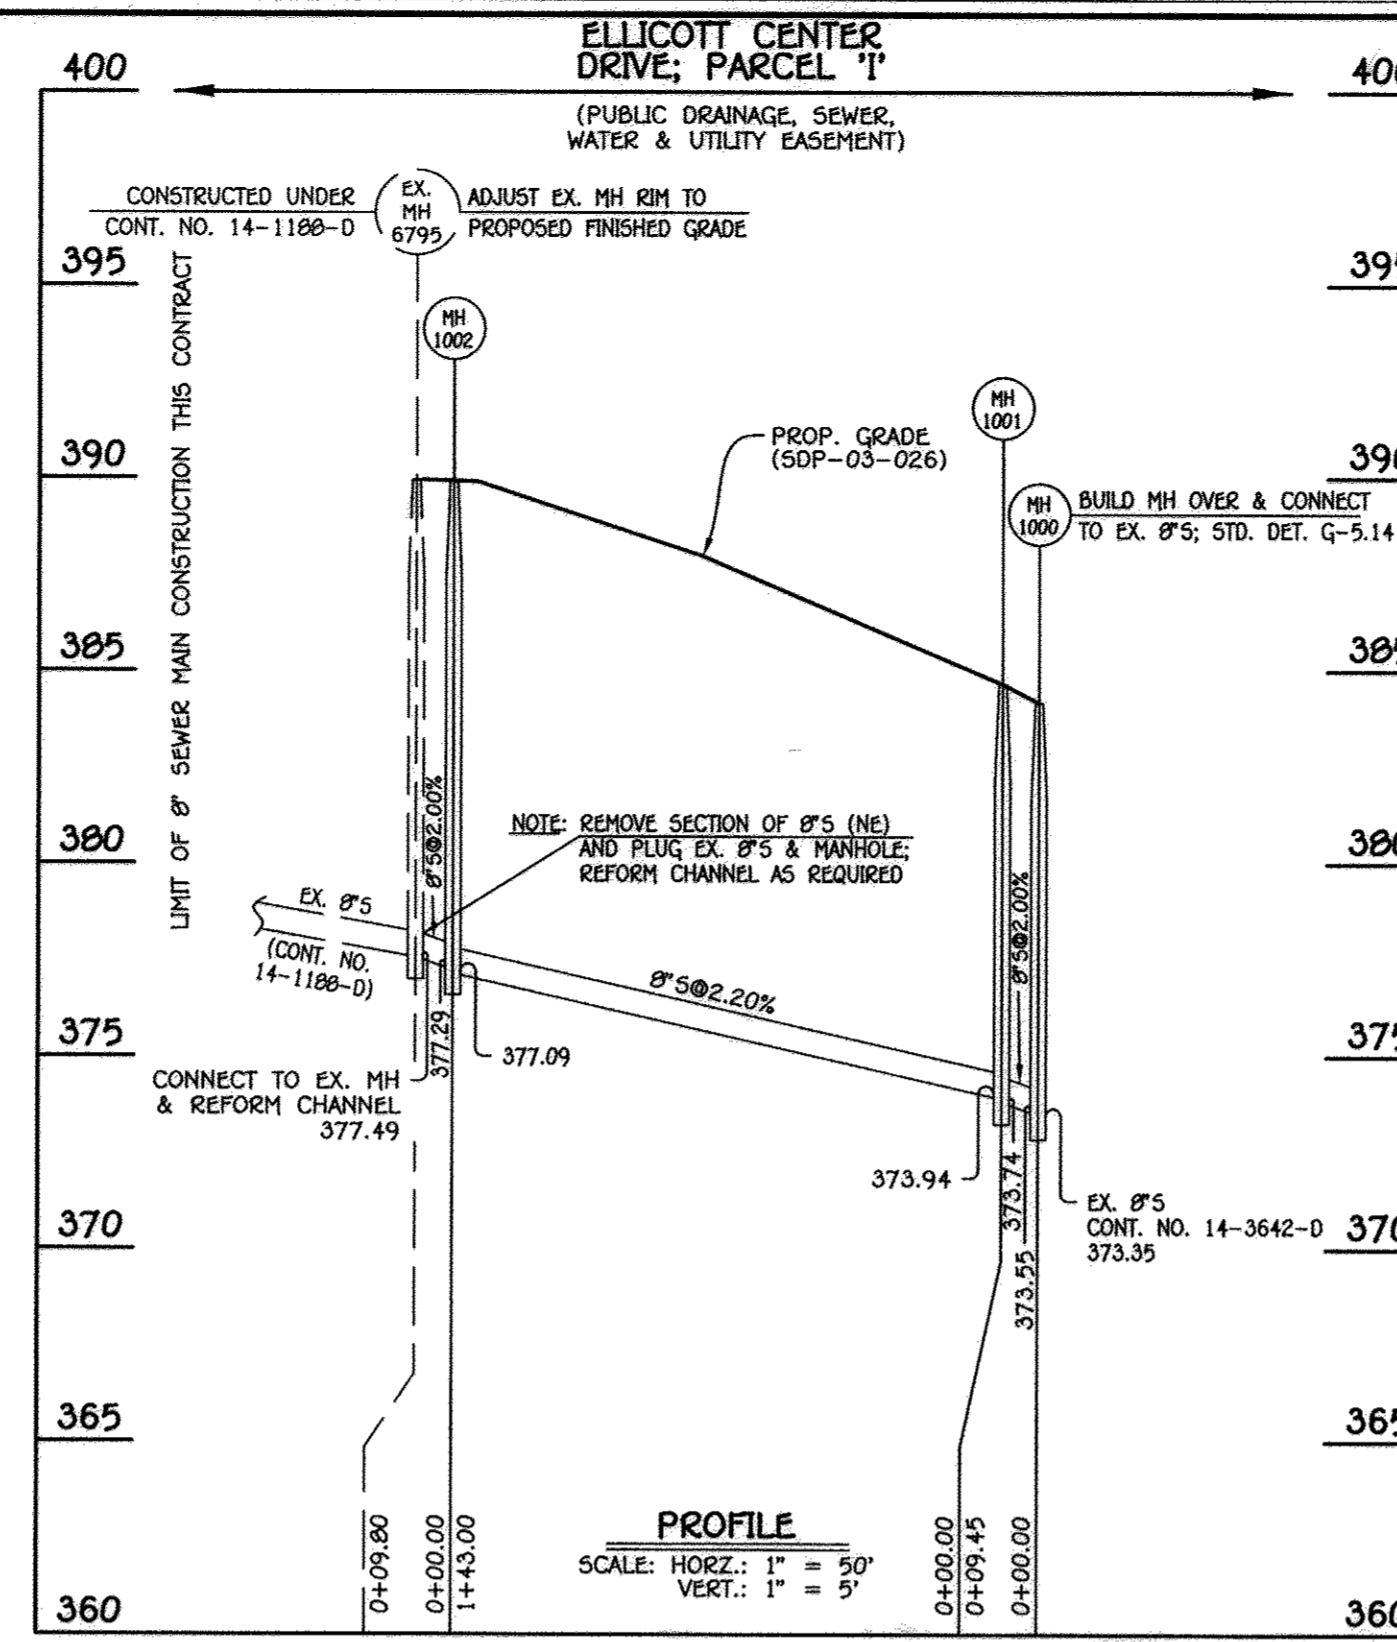 ELLICOTT CENTER
DRIVE; PARCEL 'I'
(PUBLIC DRAINAGE, SEWER,
WATER & UTILITY EASEMENT)
400
395
390
385
380
375
370
365
360
CONSTRUCTED UNDER
CONT. NO. 14-1188-D
EX.
MH
6795
ADJUST EX. MH RIM TO
PROPOSED FINISHED GRADE
LIMIT OF 8" SEWER MAIN CONSTRUCTION THIS CONTRACT
MH
1002
MH
1001
PROP. GRADE
(SDP-03-026)
MH
1000
BUILD MH OVER & CONNECT
TO EX. 8"S; STD. DET. G-5.14
8"S@2.00%
NOTE: REMOVE SECTION OF 8"S (NE)
AND PLUG EX. 8"S & MANHOLE;
REFORM CHANNEL AS REQUIRED
EX. 8"S
(CONT. NO.
14-1188-D)
8"S@2.20%
8"S@2.00%
377.29
377.09
CONNECT TO EX. MH
& REFORM CHANNEL
377.49
373.94
373.74
373.55
EX. 8"S
CONT. NO. 14-3642-D
373.35
0+09.80
0+00.00
1+43.00
PROFILE
SCALE: HORZ.: 1" = 50'
VERT.: 1" = 5'
0+00.00
0+09.45
0+00.00